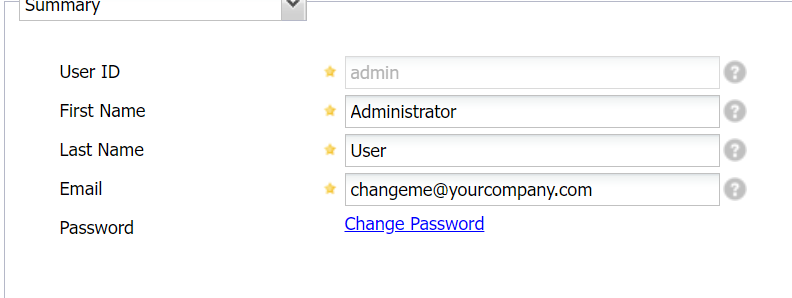 Summary
User ID
admin
First Name
Administrator
Last Name
User
Email
changeme@yourcompany.com
Password
Change Password